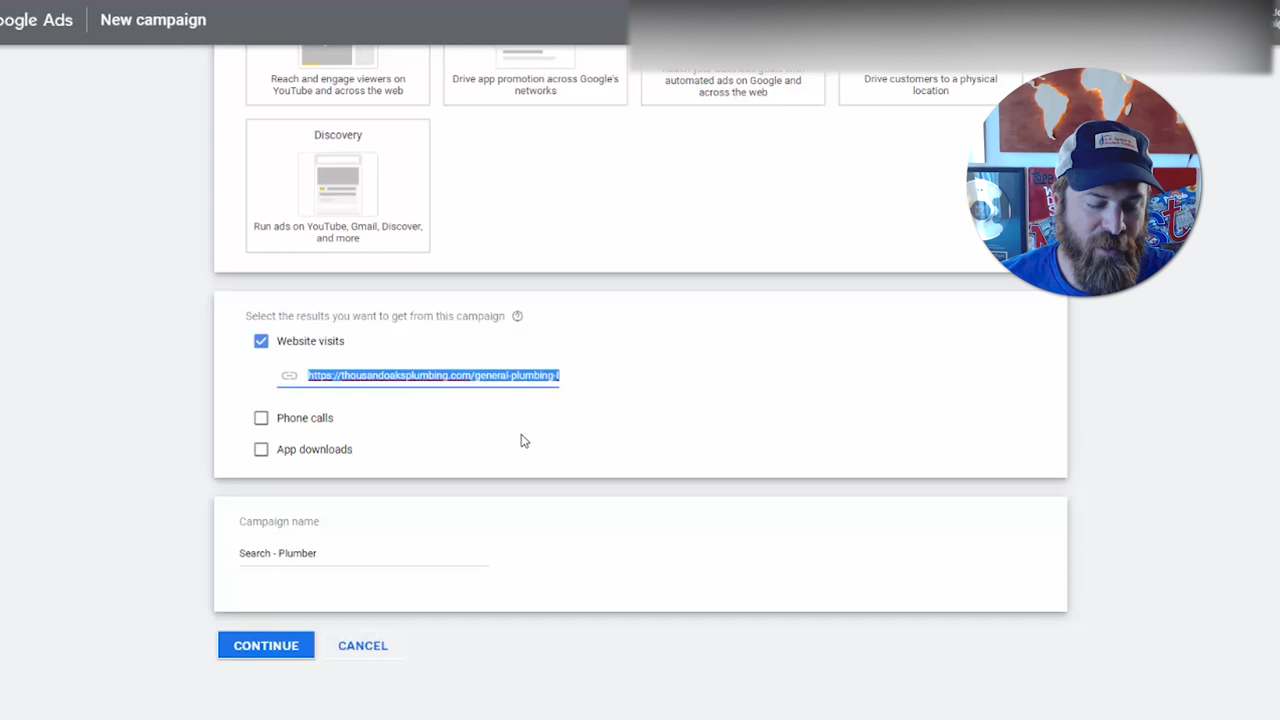 oogle Ads
New campaign
Reach and engage viewers on
YouTube and across the web
Drive app promotion across Google's
networks
automated ads on Google and
across the web
Drive customers to a physical
location
Discovery
Run ads on YouTube, Gmail, Discover,
and more
Select the results you want to get from this campaign
Website visits
https://thousandoaksplumbing.com/general-plumbing-l
Phone calls
App downloads
Campaign name
Search - Plumber
CONTINUE
CANCEL